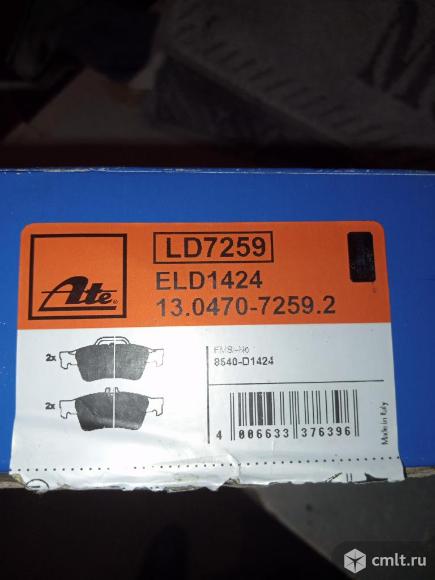 LD7259
Ate®
ELD1424
13.0470-7259.2
2x
FMSI-No
8540-D1424
2x
4 006633 376396
Made in Italy
cmlt.ru